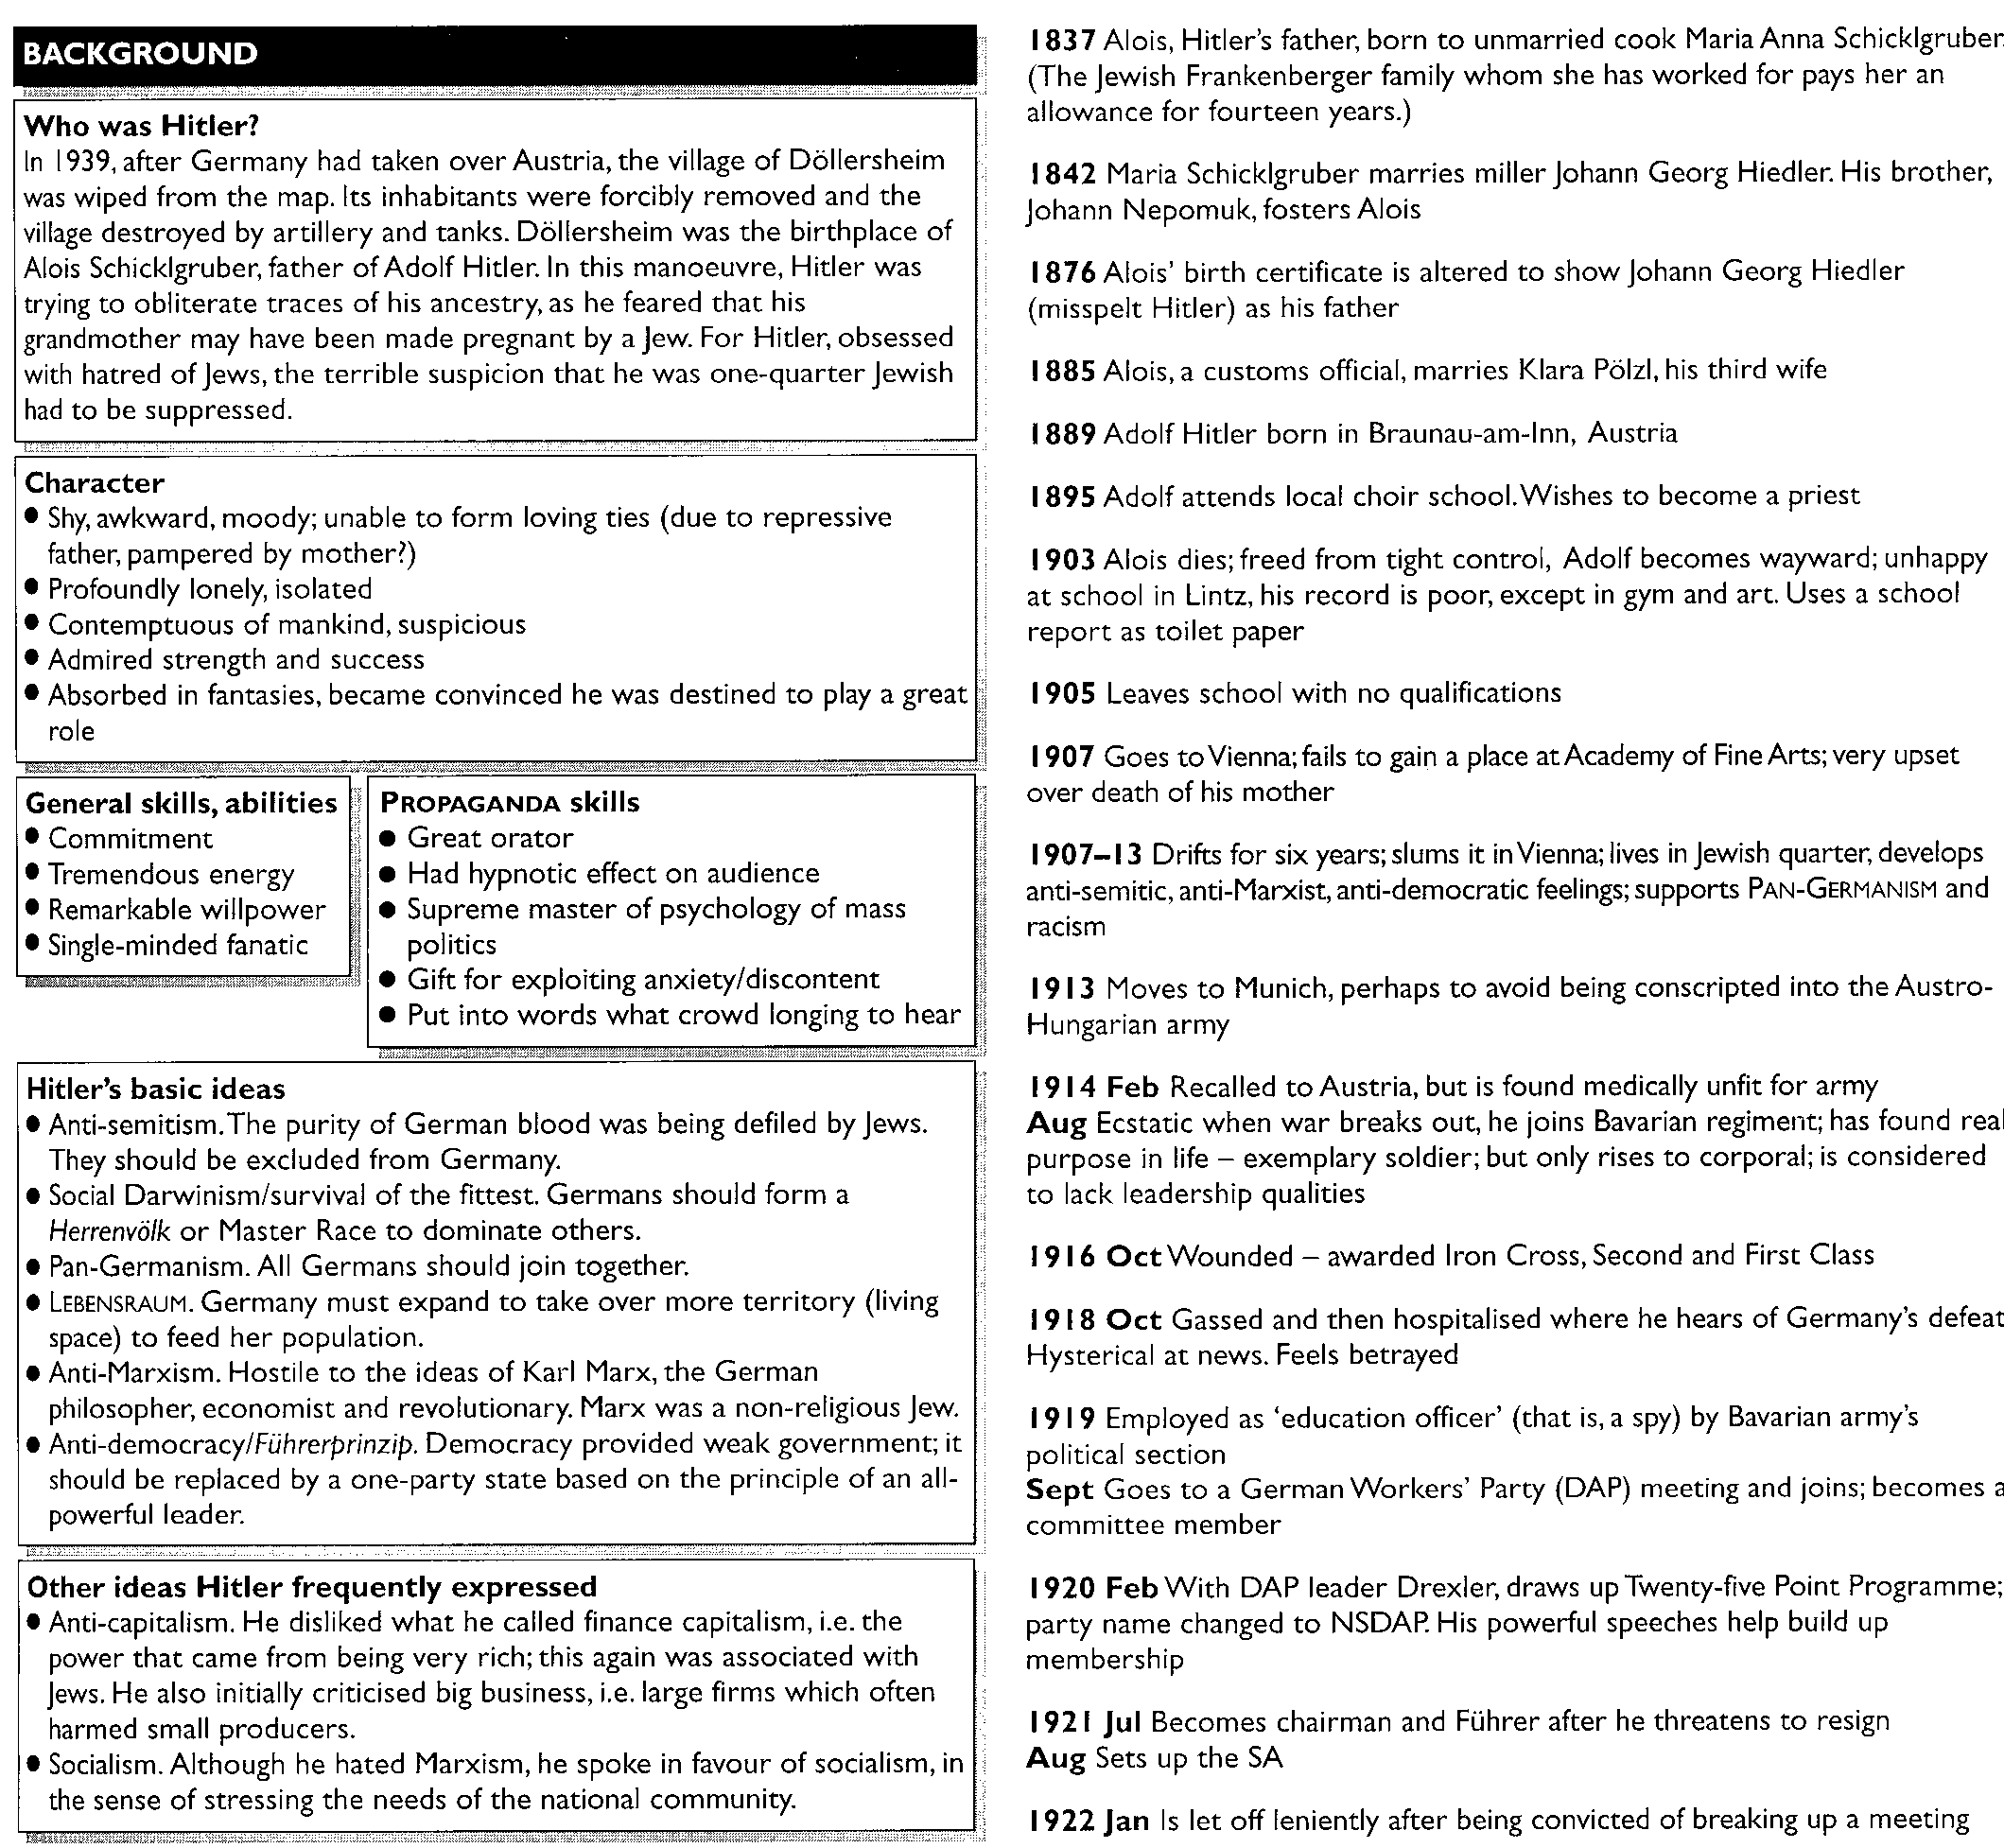 BACKGROUND
Who was Hitler?
In 1939, after Germany had taken over Austria, the village of Döllersheim
was wiped from the map. Its inhabitants were forcibly removed and the
village destroyed by artillery and tanks. Döllersheim was the birthplace of
Alois Schicklgruber, father of Adolf Hitler. In this manoeuvre, Hitler was
trying to obliterate traces of his ancestry, as he feared that his
grandmother may have been made pregnant by a Jew. For Hitler, obsessed
with hatred of Jews, the terrible suspicion that he was one-quarter Jewish
had to be suppressed.
Character
● Shy, awkward, moody; unable to form loving ties (due to repressive
father, pampered by mother?)
● Profoundly lonely, isolated
● Contemptuous of mankind, suspicious
● Admired strength and success
● Absorbed in fantasies, became convinced he was destined to play a great
role
General skills, abilities
● Commitment
● Tremendous energy
● Remarkable willpower
● Single-minded fanatic
PROPAGANDA skills
● Great orator
● Had hypnotic effect on audience
● Supreme master of psychology of mass
politics
● Gift for exploiting anxiety/discontent
● Put into words what crowd longing to hear
Hitler's basic ideas
● Anti-semitism. The purity of German blood was being defiled by Jews.
They should be excluded from Germany.
● Social Darwinism/survival of the fittest. Germans should form a
Herrenvölk or Master Race to dominate others.
● Pan-Germanism. All Germans should join together.
● LEBENSRAUM. Germany must expand to take over more territory (living
space) to feed her population.
● Anti-Marxism. Hostile to the ideas of Karl Marx, the German
philosopher, economist and revolutionary. Marx was a non-religious Jew.
● Anti-democracy/Führerprinzip. Democracy provided weak government; it
should be replaced by a one-party state based on the principle of an all-
powerful leader.
Other ideas Hitler frequently expressed
● Anti-capitalism. He disliked what he called finance capitalism, i.e. the
power that came from being very rich; this again was associated with
Jews. He also initially criticised big business, i.e. large firms which often
harmed small producers.
● Socialism. Although he hated Marxism, he spoke in favour of socialism, in
the sense of stressing the needs of the national community.
1837 Alois, Hitler's father, born to unmarried cook Maria Anna Schicklgruber.
(The Jewish Frankenberger family whom she has worked for pays her an
allowance for fourteen years.)
1842 Maria Schicklgruber marries miller Johann Georg Hiedler. His brother,
Johann Nepomuk, fosters Alois
1876 Alois' birth certificate is altered to show Johann Georg Hiedler
(misspelt Hitler) as his father
1885 Alois, a customs official, marries Klara Pölzl, his third wife
1889 Adolf Hitler born in Braunau-am-Inn, Austria
1895 Adolf attends local choir school. Wishes to become a priest
1903 Alois dies; freed from tight control, Adolf becomes wayward; unhappy
at school in Lintz, his record is poor, except in gym and art. Uses a school
report as toilet paper
1905 Leaves school with no qualifications
1907 Goes to Vienna; fails to gain a place at Academy of Fine Arts; very upset
over death of his mother
1907–13 Drifts for six years; slums it in Vienna; lives in Jewish quarter, develops
anti-semitic, anti-Marxist, anti-democratic feelings; supports PAN-GERMANISM and
racism
1913 Moves to Munich, perhaps to avoid being conscripted into the Austro-
Hungarian army
1914 Feb Recalled to Austria, but is found medically unfit for army
Aug Ecstatic when war breaks out, he joins Bavarian regiment; has found real
purpose in life – exemplary soldier; but only rises to corporal; is considered
to lack leadership qualities
1916 Oct Wounded – awarded Iron Cross, Second and First Class
1918 Oct Gassed and then hospitalised where he hears of Germany's defeat
Hysterical at news. Feels betrayed
1919 Employed as 'education officer' (that is, a spy) by Bavarian army's
political section
Sept Goes to a German Workers' Party (DAP) meeting and joins; becomes a
committee member
1920 Feb With DAP leader Drexler, draws up Twenty-five Point Programme;
party name changed to NSDAP. His powerful speeches help build up
membership
1921 Jul Becomes chairman and Führer after he threatens to resign
Aug Sets up the SA
1922 Jan Is let off leniently after being convicted of breaking up a meeting